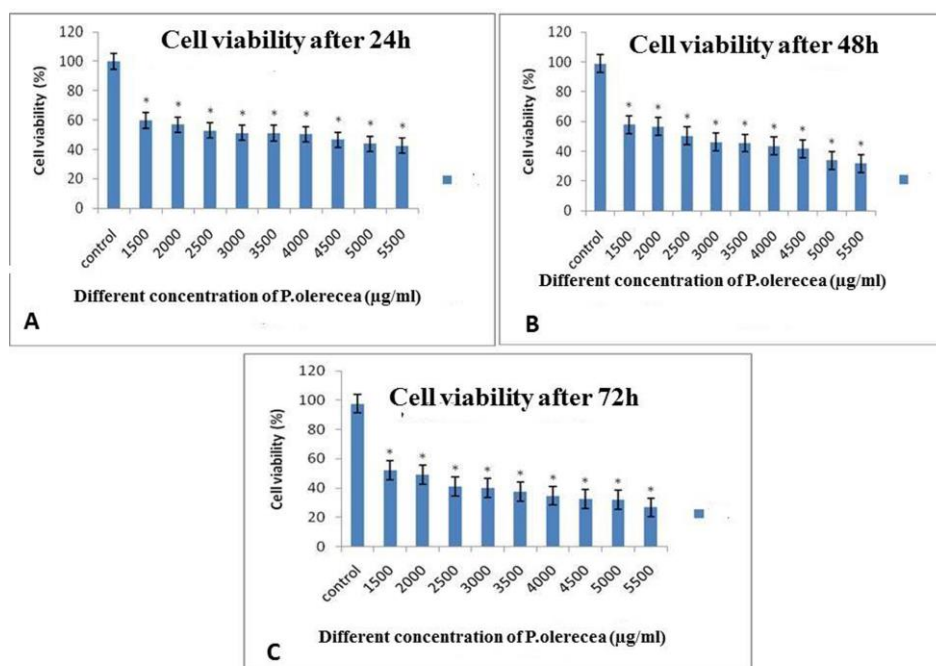 Cell viability after 24h
Cell viability (%)
120
100
80
60
40
20
0
* * * * * * * * *
control 1500 2000 2500 3000 3500 4000 4500 5000 5500
Different concentration of P.olerecea (µg/ml)
A
Cell viability after 48h
Cell viability (%)
120
100
80
60
40
20
0
* * * * * * * * *
control 1500 2000 2500 3000 3500 4000 4500 5000 5500
Different concentration of P.olerecea (µg/ml)
B
Cell viability after 72h
Cell viability (%)
120
100
80
60
40
20
0
* * * * * * * * *
control 1500 2000 2500 3000 3500 4000 4500 5000 5500
Different concentration of P.olerecea (µg/ml)
C